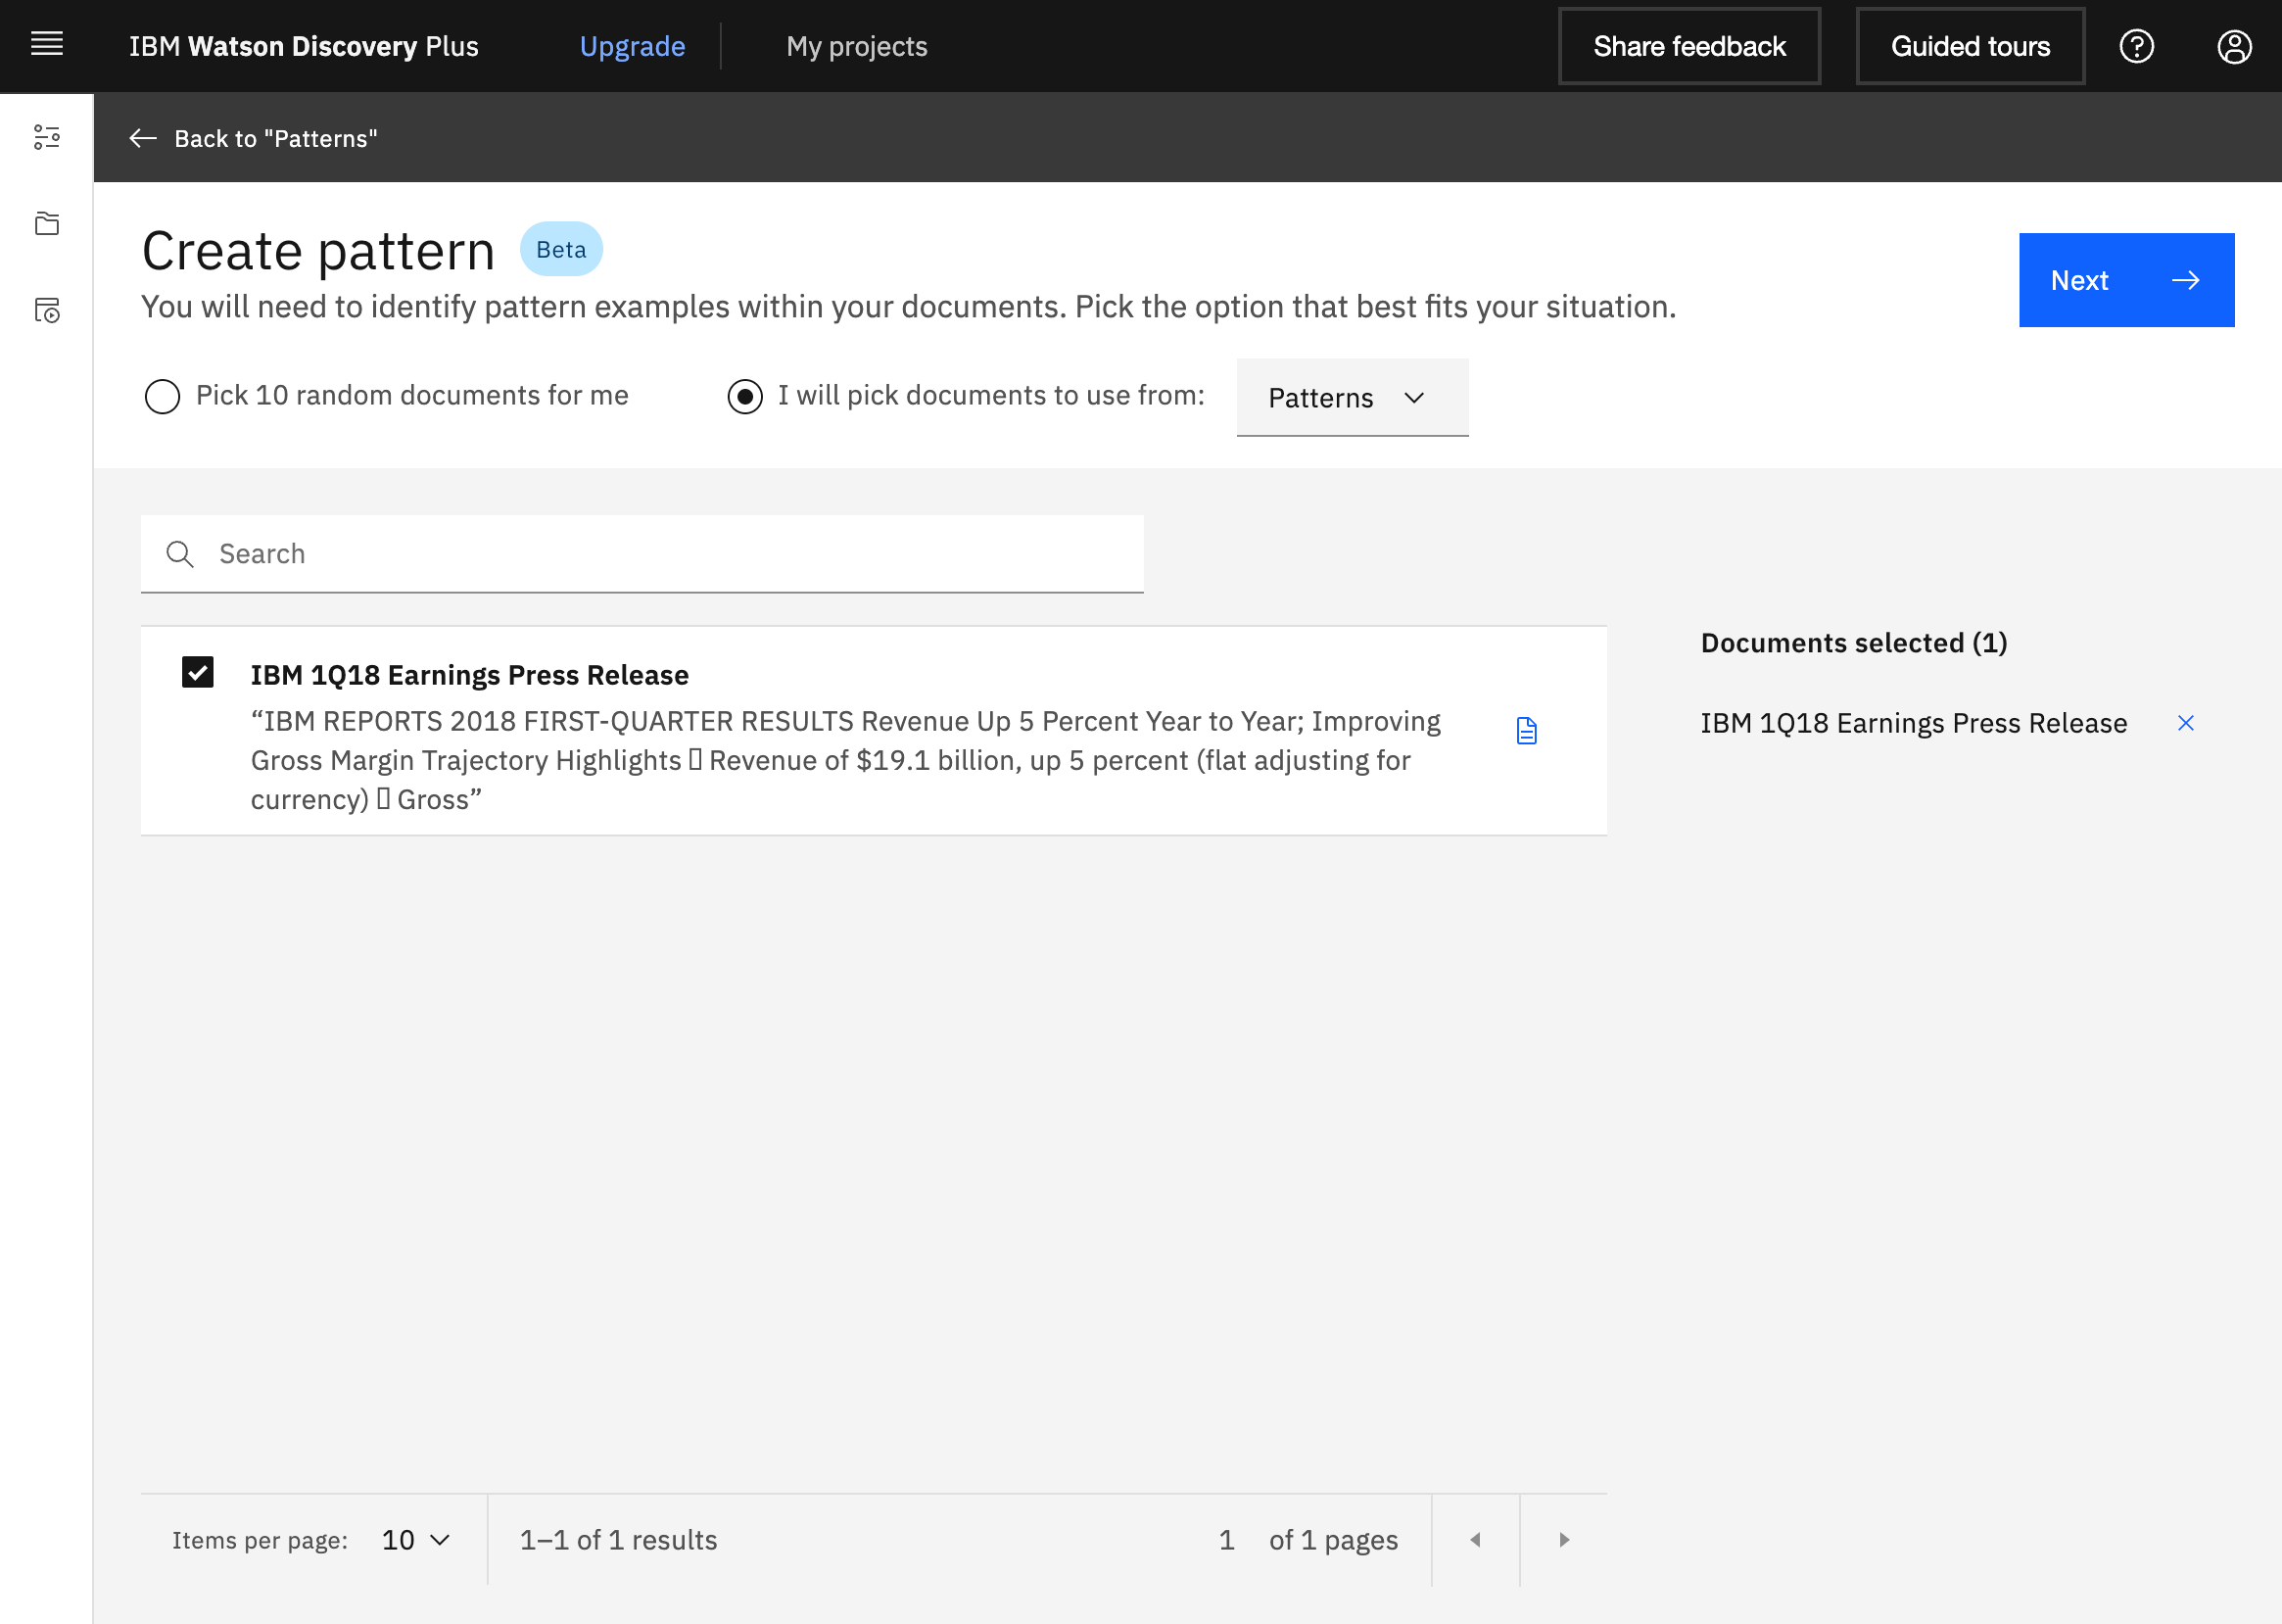 IBM Watson Discovery Plus
Upgrade
My projects
Share feedback
Guided tours
Back to "Patterns"
Create pattern
Beta
You will need to identify pattern examples within your documents. Pick the option that best fits your situation.
Next
Pick 10 random documents for me
I will pick documents to use from:
Patterns
Search
IBM 1Q18 Earnings Press Release
“IBM REPORTS 2018 FIRST-QUARTER RESULTS Revenue Up 5 Percent Year to Year; Improving
Gross Margin Trajectory Highlights ▯ Revenue of $19.1 billion, up 5 percent (flat adjusting for
currency) ▯ Gross”
Documents selected (1)
IBM 1Q18 Earnings Press Release
Items per page: 10
1–1 of 1 results
1 of 1 pages